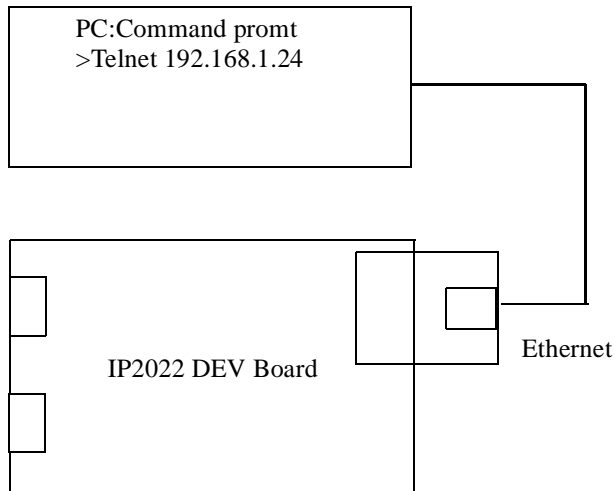 PC:Command promt
>Telnet 192.168.1.24
Ethernet
IP2022 DEV Board